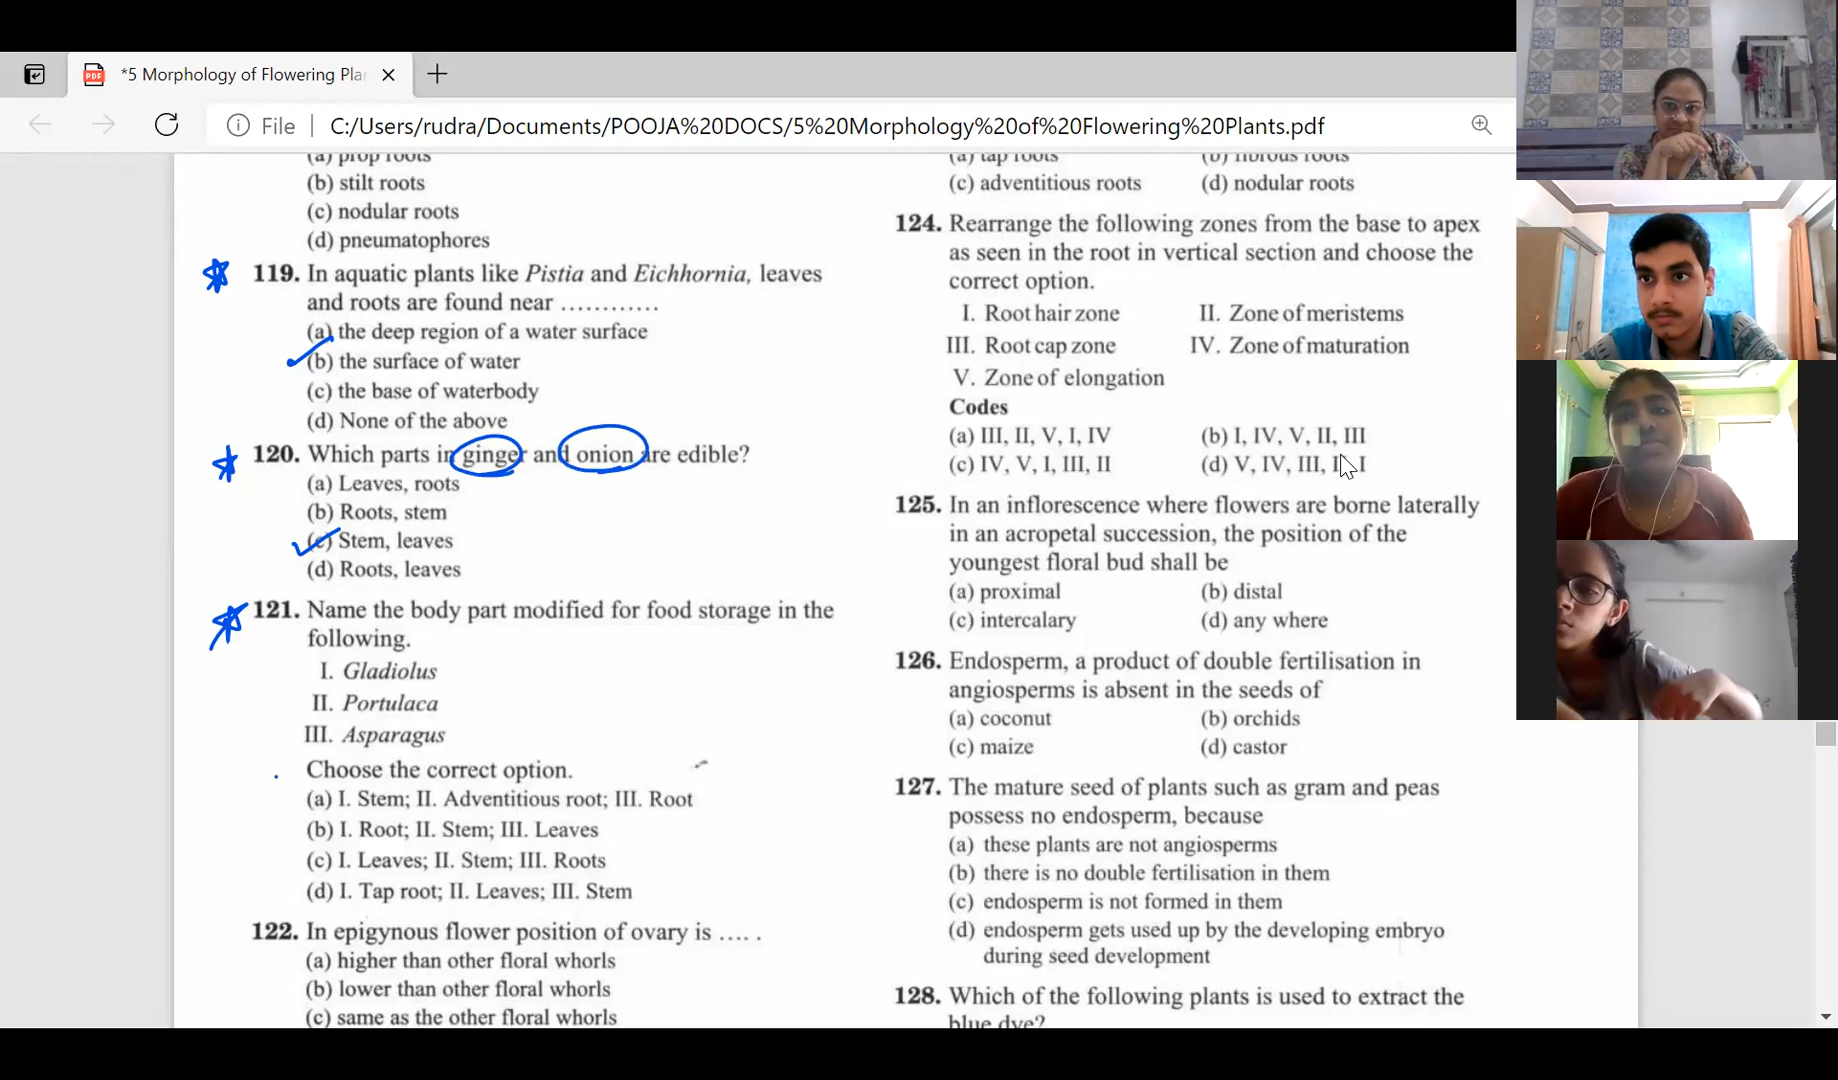 *5 Morphology of Flowering Pla
File
C:/Users/rudra/Documents/POOJA%20DOCS/5%20Morphology%20of%20Flowering%20Plants.pdf
(a) prop roots
(b) stilt roots
(c) nodular roots
(d) pneumatophores
119. In aquatic plants like Pistia and Eichhornia, leaves
and roots are found near ............
(a) the deep region of a water surface
(b) the surface of water
(c) the base of waterbody
(d) None of the above
120. Which parts in ginger and onion are edible?
(a) Leaves, roots
(b) Roots, stem
(c) Stem, leaves
(d) Roots, leaves
121. Name the body part modified for food storage in the
following.
I. Gladiolus
II. Portulaca
III. Asparagus
Choose the correct option.
(a) I. Stem; II. Adventitious root; III. Root
(b) I. Root; II. Stem; III. Leaves
(c) I. Leaves; II. Stem; III. Roots
(d) I. Tap root; II. Leaves; III. Stem
122. In epigynous flower position of ovary is .... .
(a) higher than other floral whorls
(b) lower than other floral whorls
(c) same as the other floral whorls
(a) tap roots (b) fibrous roots
(c) adventitious roots (d) nodular roots
124. Rearrange the following zones from the base to apex
as seen in the root in vertical section and choose the
correct option.
I. Root hair zone II. Zone of meristems
III. Root cap zone IV. Zone of maturation
V. Zone of elongation
Codes
(a) III, II, V, I, IV (b) I, IV, V, II, III
(c) IV, V, I, III, II (d) V, IV, III, I
125. In an inflorescence where flowers are borne laterally
in an acropetal succession, the position of the
youngest floral bud shall be
(a) proximal (b) distal
(c) intercalary (d) any where
126. Endosperm, a product of double fertilisation in
angiosperms is absent in the seeds of
(a) coconut (b) orchids
(c) maize (d) castor
127. The mature seed of plants such as gram and peas
possess no endosperm, because
(a) these plants are not angiosperms
(b) there is no double fertilisation in them
(c) endosperm is not formed in them
(d) endosperm gets used up by the developing embryo
during seed development
128. Which of the following plants is used to extract the
blue dye?